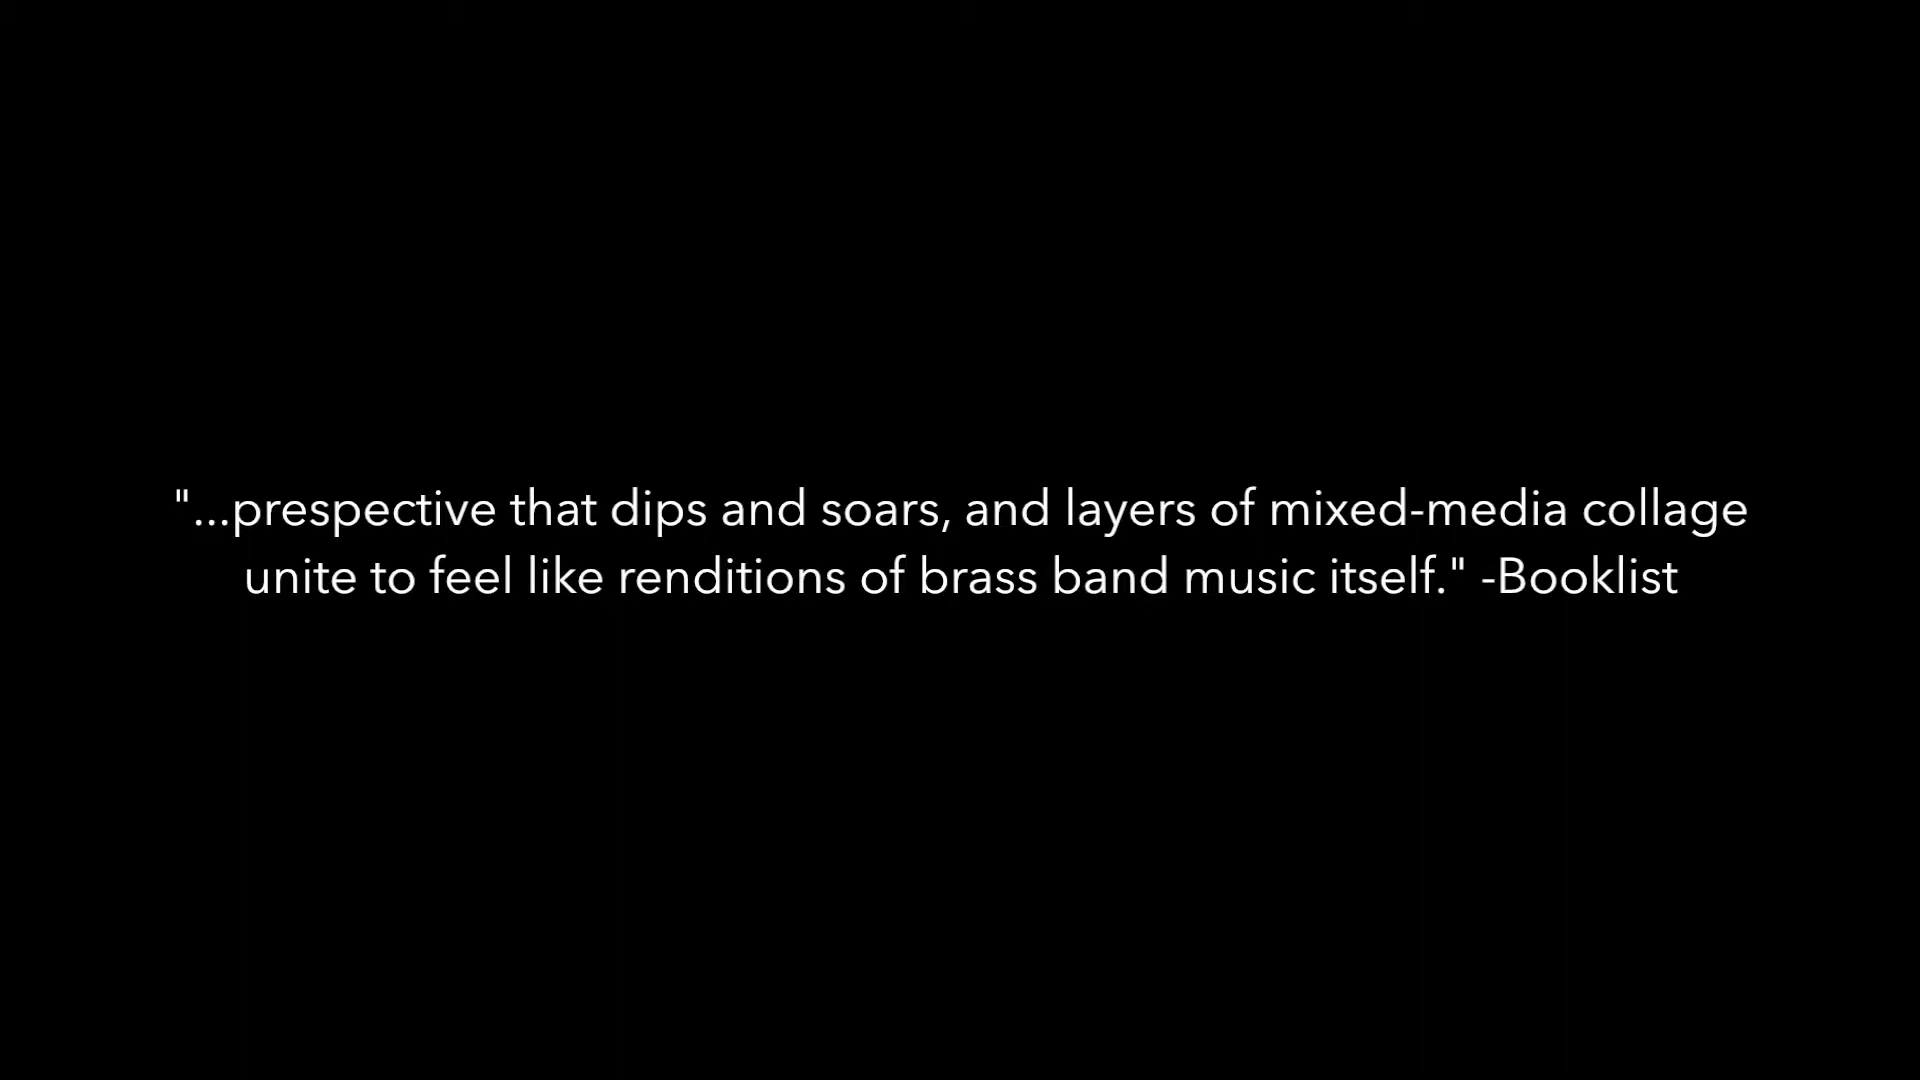 "...prespective that dips and soars, and layers of mixed-media collage
unite to feel like renditions of brass band music itself." -Booklist